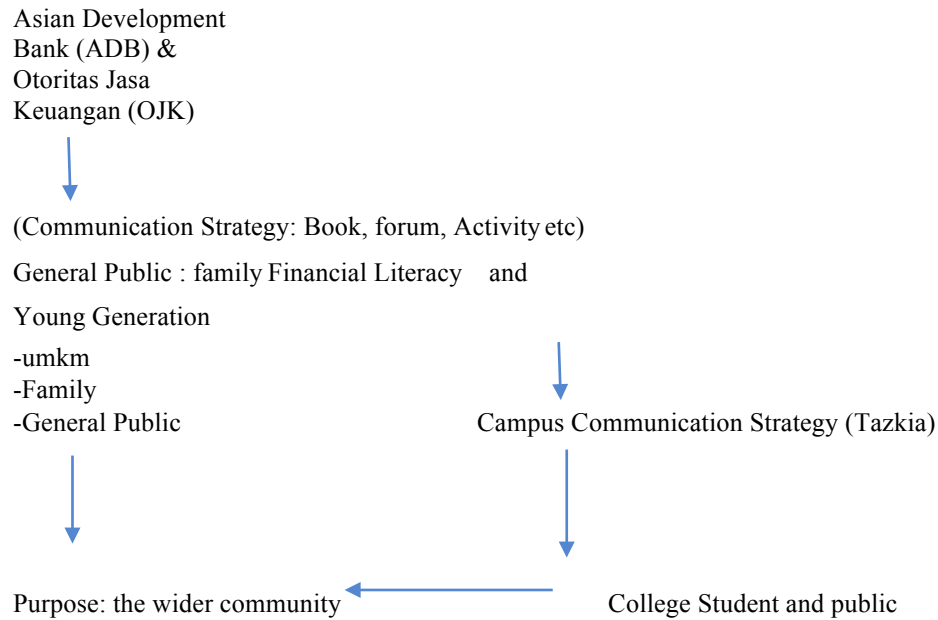 Asian Development
Bank (ADB) &
Otoritas Jasa
Keuangan (OJK)
(Communication Strategy: Book, forum, Activity etc)
General Public : family Financial Literacy and
Young Generation
-umkm
-Family
-General Public
Campus Communication Strategy (Tazkia)
Purpose: the wider community
College Student and public